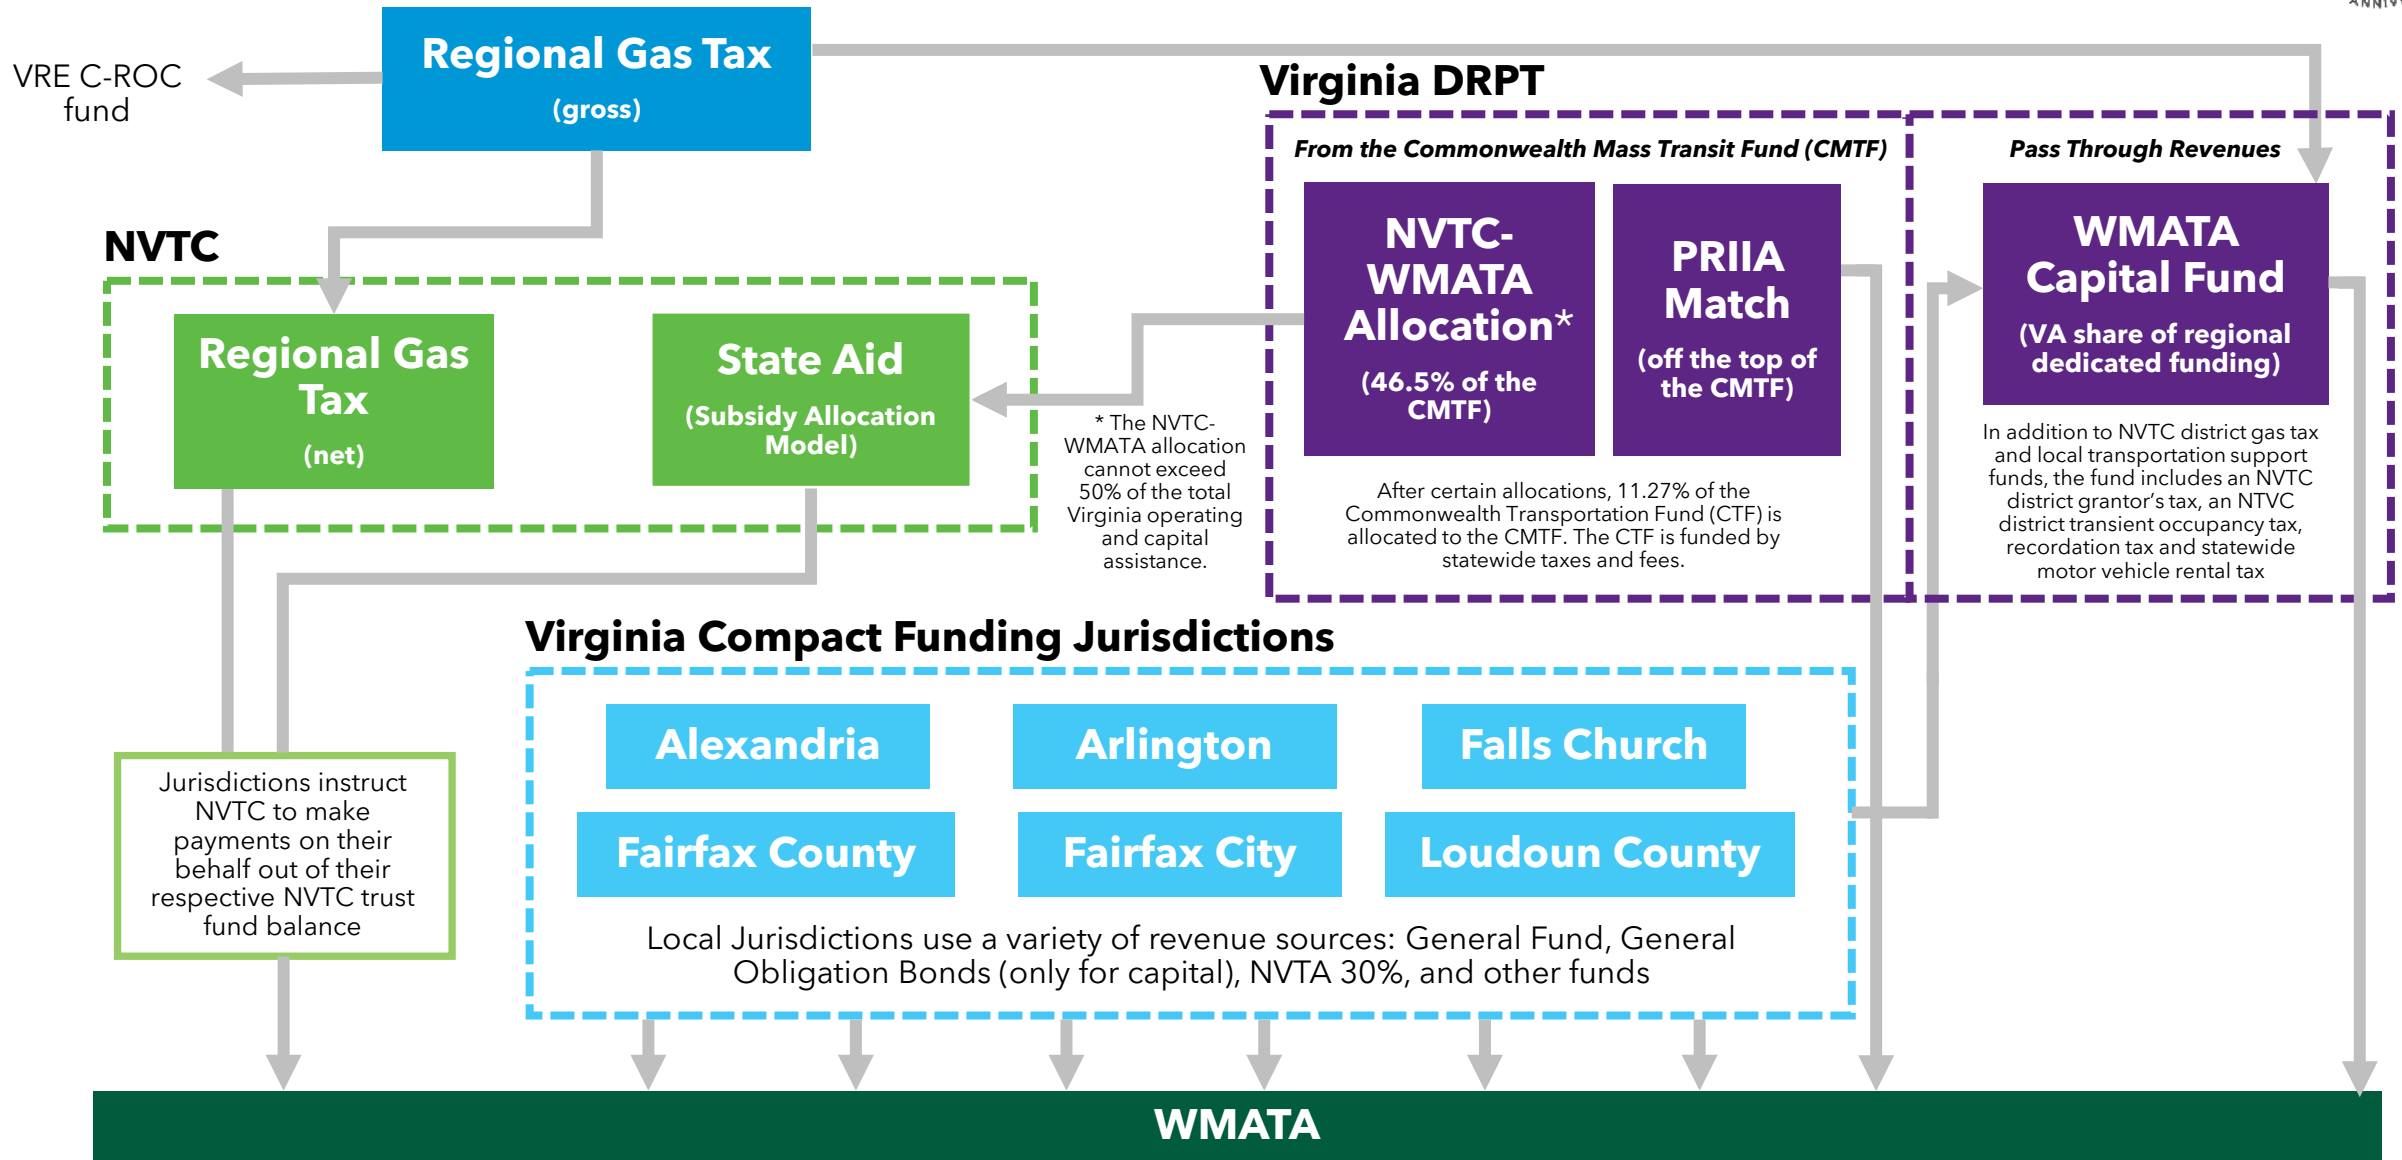 Regional Gas Tax
(gross)
VRE C-ROC
fund
Virginia DRPT
From the Commonwealth Mass Transit Fund (CMTF)
NVTC-
WMATA
Allocation*
(46.5% of the
CMTF)
PRIIA
Match
(off the top of
the CMTF)
After certain allocations, 11.27% of the
Commonwealth Transportation Fund (CTF) is
allocated to the CMTF. The CTF is funded by
statewide taxes and fees.
Pass Through Revenues
WMATA
Capital Fund
(VA share of regional
dedicated funding)
In addition to NVTC district gas tax
and local transportation support
funds, the fund includes an NVTC
district grantor's tax, an NTVC
district transient occupancy tax,
recordation tax and statewide
motor vehicle rental tax
NVTC
Regional Gas
Tax
(net)
State Aid
(Subsidy Allocation
Model)
* The NVTC-
WMATA allocation
cannot exceed
50% of the total
Virginia operating
and capital
assistance.
Virginia Compact Funding Jurisdictions
Alexandria
Arlington
Falls Church
Fairfax County
Fairfax City
Loudoun County
Local Jurisdictions use a variety of revenue sources: General Fund, General
Obligation Bonds (only for capital), NVTA 30%, and other funds
Jurisdictions instruct
NVTC to make
payments on their
behalf out of their
respective NVTC trust
fund balance
WMATA